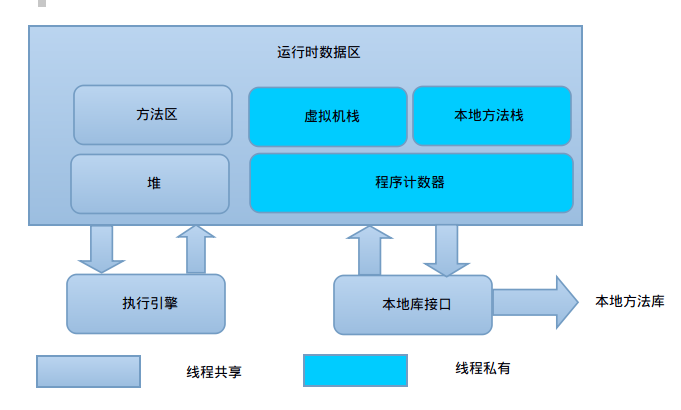 运行时数据区
方法区
虚拟机栈
本地方法栈
堆
程序计数器
执行引擎
本地库接口
本地方法库
线程共享
线程私有